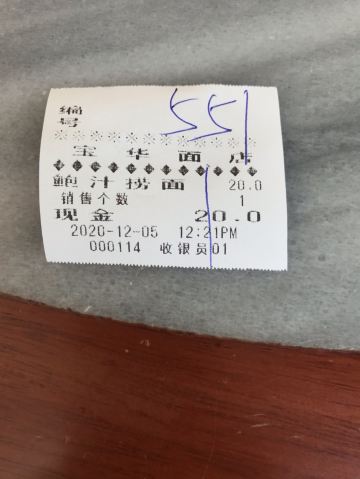 编号 551
宝华面店
鲍汁捞面 20.0
销售个数 1
现金 20.0
2020-12-05 12:21PM
000114 收银员01